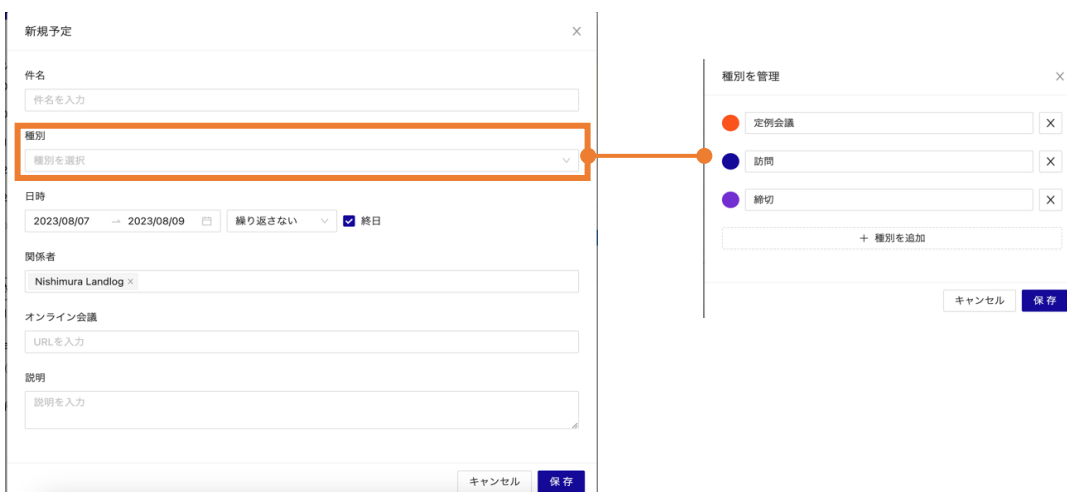 新規予定
件名
件名を入力
種別
種別を選択
日時
2023/08/07 → 2023/08/09 繰り返さない 終日
関係者
Nishimura Landlog ×
オンライン会議
URLを入力
説明
説明を入力
キャンセル 保存
種別を管理
定例会議 X
訪問 X
締切 X
+ 種別を追加
キャンセル 保存